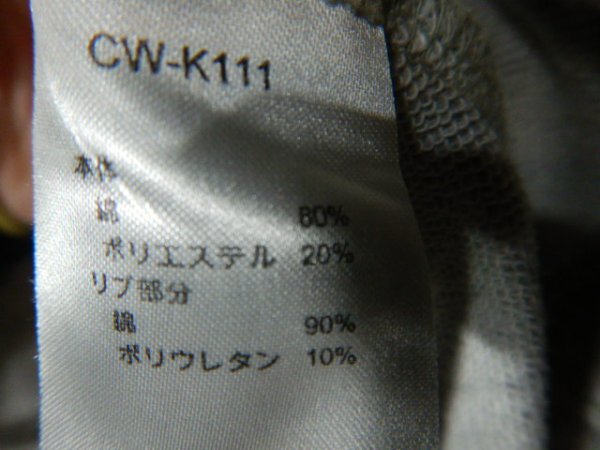 CW-K111
本体
綿 80%
ポリエステル 20%
リブ部分
綿 90%
ポリウレタン 10%